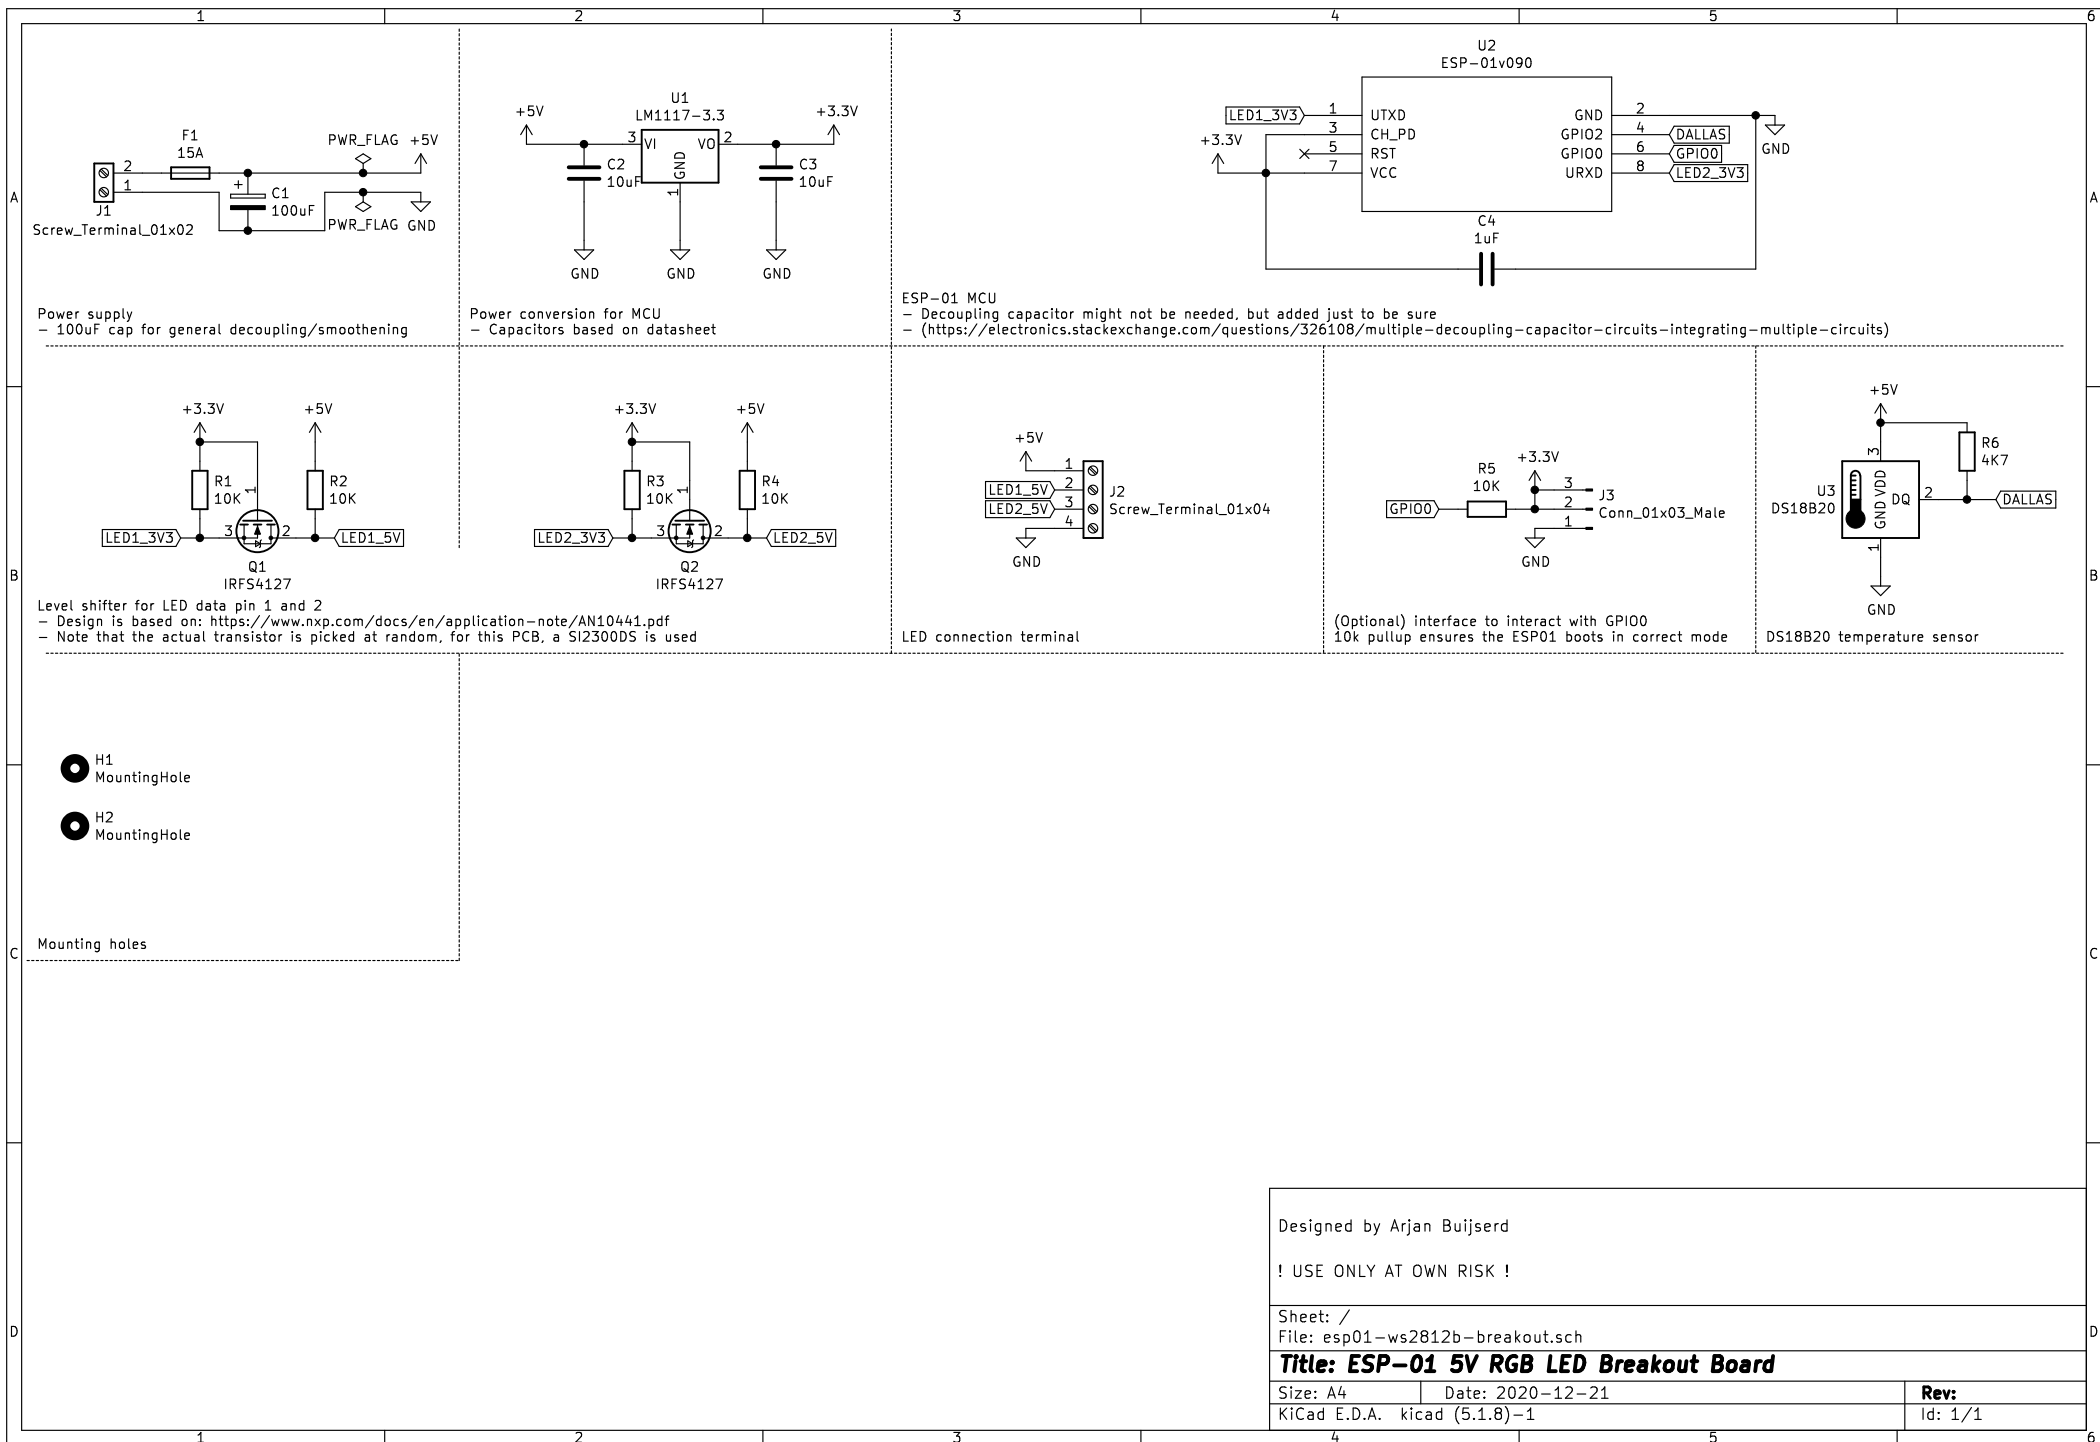 1 2 3 4 5 6
A
A
B
B
C
C
D
D
F1
15A
PWR_FLAG
+5V
2
1
J1
Screw_Terminal_01x02
+
C1
100uF
PWR_FLAG
GND
Power supply
- 100uF cap for general decoupling/smoothening
+5V
U1
LM1117-3.3
+3.3V
3
VI
VO
2
GND
1
C2
10uF
C3
10uF
GND
GND
GND
Power conversion for MCU
- Capacitors based on datasheet
U2
ESP-01v090
LED1_3V3
+3.3V
1
UTXD
3
CH_PD
5
RST
7
VCC
GND
2
GPIO2
4
DALLAS
GPIO0
6
GPIO0
URXD
8
LED2_3V3
GND
C4
1uF
ESP-01 MCU
- Decoupling capacitor might not be needed, but added just to be sure
- (https://electronics.stackexchange.com/questions/326108/multiple-decoupling-capacitor-circuits-integrating-multiple-circuits)
+3.3V
+5V
R1
10K
1
R2
10K
LED1_3V3
3
2
LED1_5V
Q1
IRFS4127
+3.3V
+5V
R3
10K
1
R4
10K
LED2_3V3
3
2
LED2_5V
Q2
IRFS4127
Level shifter for LED data pin 1 and 2
- Design is based on: https://www.nxp.com/docs/en/application-note/AN10441.pdf
- Note that the actual transistor is picked at random, for this PCB, a SI2300DS is used
+5V
1
LED1_5V
2
LED2_5V
3
4
J2
Screw_Terminal_01x04
GND
LED connection terminal
R5
10K
+3.3V
GPIO0
3
2
1
J3
Conn_01x03_Male
GND
(Optional) interface to interact with GPIO0
10k pullup ensures the ESP01 boots in correct mode
+5V
3
R6
4K7
U3
DS18B20
VDD
GND
DQ
2
DALLAS
1
GND
DS18B20 temperature sensor
H1
MountingHole
H2
MountingHole
Mounting holes
Designed by Arjan Buijserd
! USE ONLY AT OWN RISK !
Sheet: /
File: esp01-ws2812b-breakout.sch
Title: ESP-01 5V RGB LED Breakout Board
Size: A4
Date: 2020-12-21
Rev:
KiCad E.D.A. kicad (5.1.8)-1
Id: 1/1
1 2 3 4 5 6